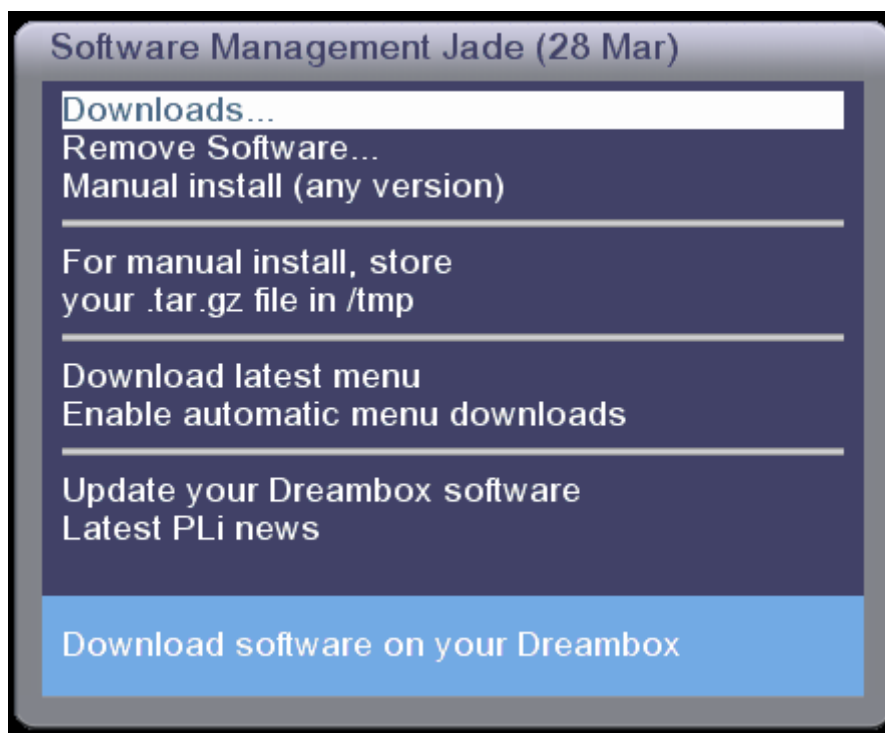 Software Management Jade (28 Mar)
Downloads...
Remove Software...
Manual install (any version)
For manual install, store
your .tar.gz file in /tmp
Download latest menu
Enable automatic menu downloads
Update your Dreambox software
Latest PLi news
Download software on your Dreambox